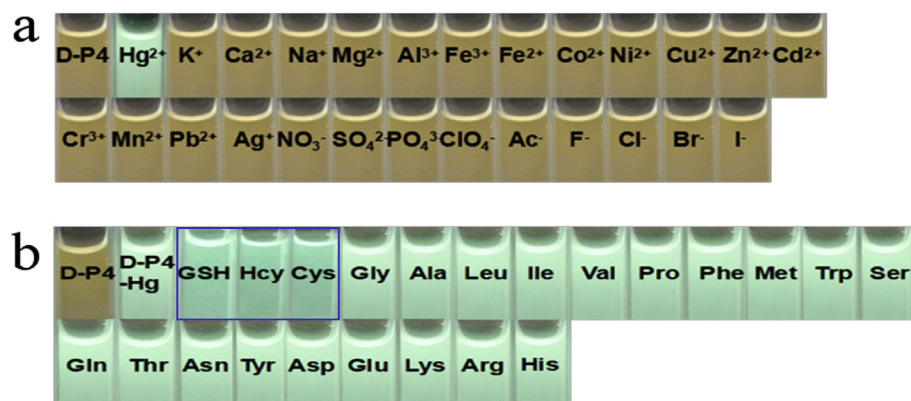 a
D-P4 Hg²⁺ K⁺ Ca²⁺ Na⁺ Mg²⁺ Al³⁺ Fe³⁺ Fe²⁺ Co²⁺ Ni²⁺ Cu²⁺ Zn²⁺ Cd²⁺
Cr³⁺ Mn²⁺ Pb²⁺ Ag⁺ NO₃⁻ SO₄²⁻ PO₄³ ClO₄⁻ Ac⁻ F⁻ Cl⁻ Br⁻ I⁻
b
D-P4 D-P4
-Hg GSH Hcy Cys Gly Ala Leu Ile Val Pro Phe Met Trp Ser
Gln Thr Asn Tyr Asp Glu Lys Arg His